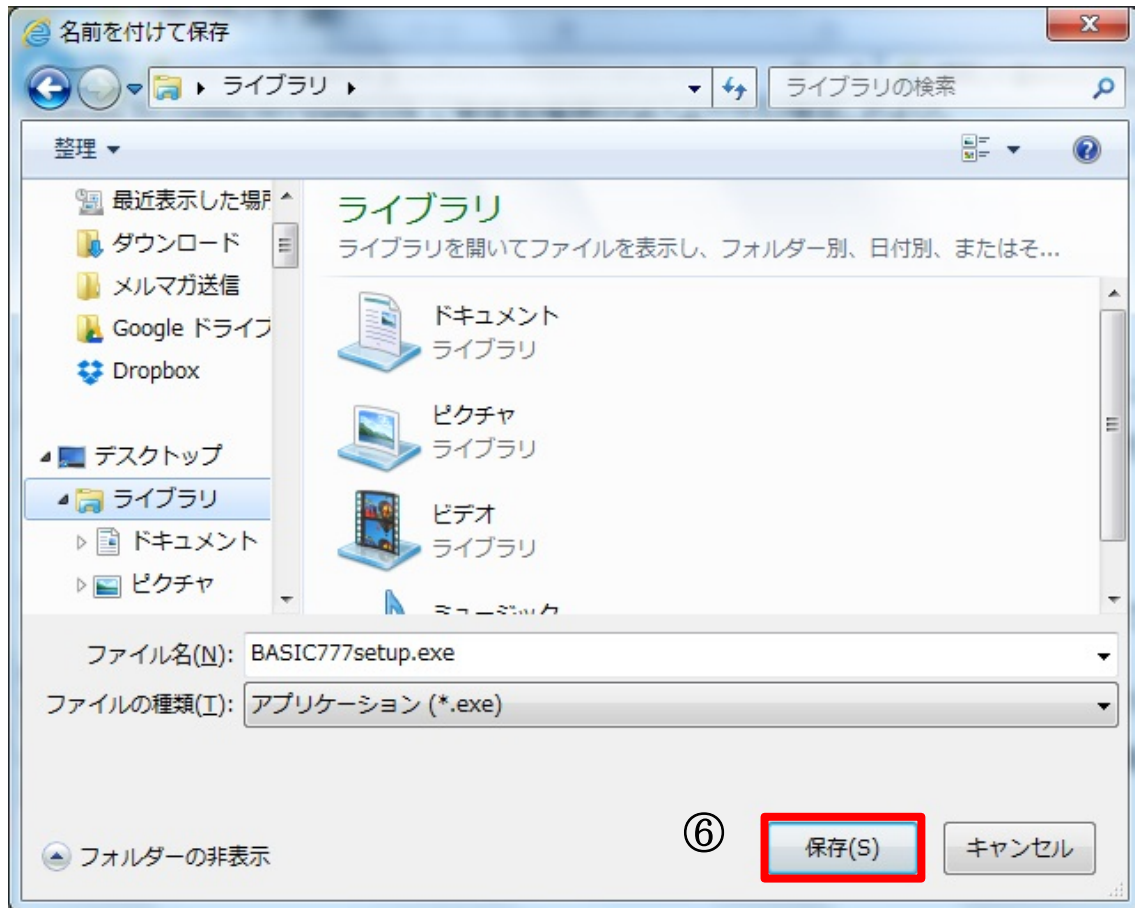 名前を付けて保存
ライブラリ
ライブラリの検索
整理
最近表示した場所
ダウンロード
メルマガ送信
Google ドライブ
Dropbox
デスクトップ
ライブラリ
ドキュメント
ピクチャ
ライブラリ
ライブラリを開いてファイルを表示し、フォルダー別、日付別、またはそ...
ドキュメント
ライブラリ
ピクチャ
ライブラリ
ビデオ
ライブラリ
ミュージック
ファイル名(N): BASIC777setup.exe
ファイルの種類(T): アプリケーション (*.exe)
フォルダーの非表示
⑥
保存(S)
キャンセル